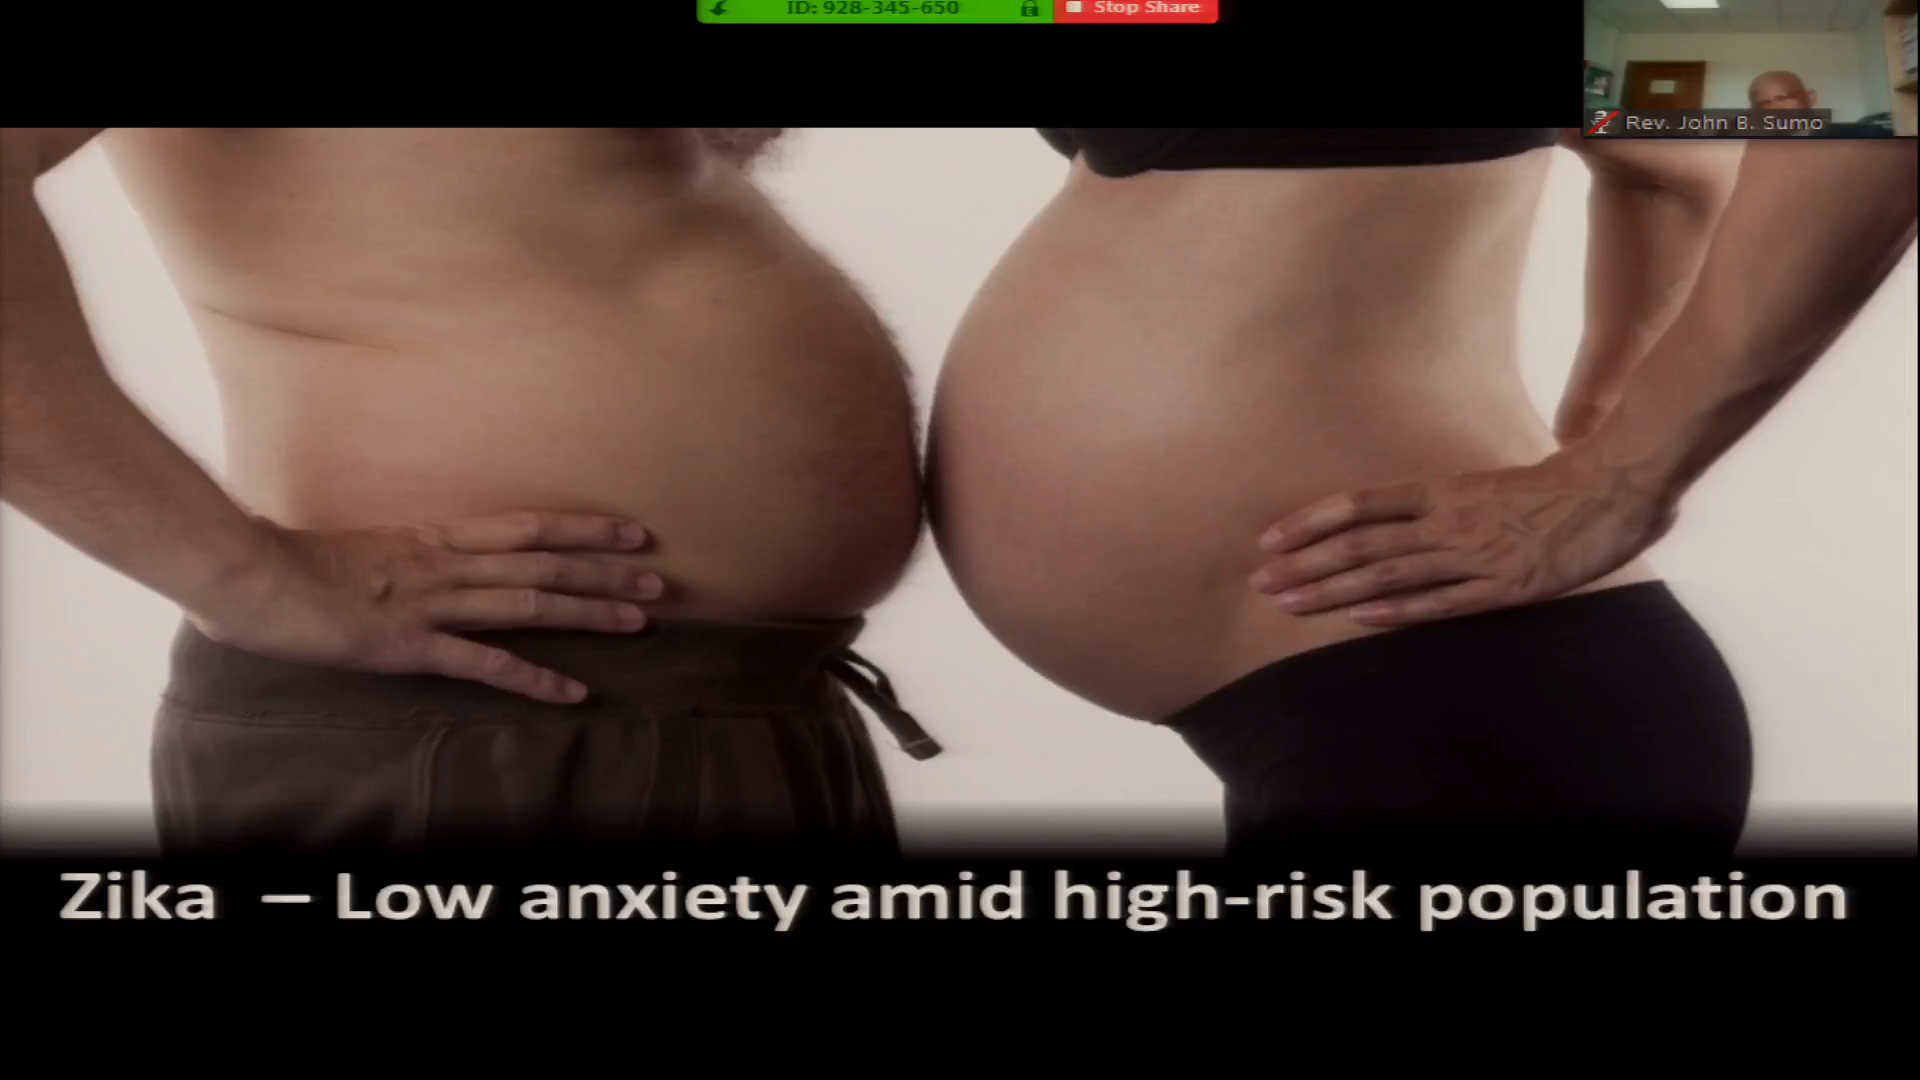 ID: 928-345-650
Stop Share
Rev. John B. Sumo
Zika – Low anxiety amid high-risk population